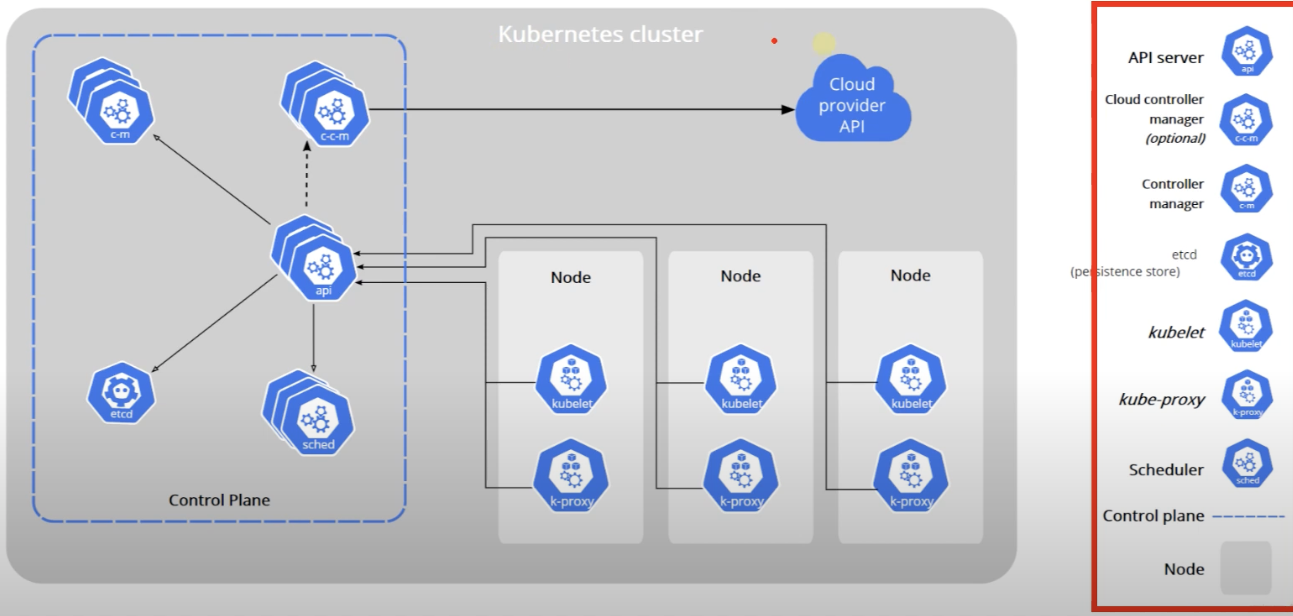 Kubernetes cluster
c-m
c-c-m
Cloud
provider
API
api
etcd
sched
Control Plane
Node
Node
Node
kubelet
kubelet
kubelet
k-proxy
k-proxy
k-proxy
API server
api
Cloud controller
manager
(optional)
c-c-m
Controller
manager
c-m
etcd
(persistence store)
etcd
kubelet
kubelet
kube-proxy
k-proxy
Scheduler
sched
Control plane
Node